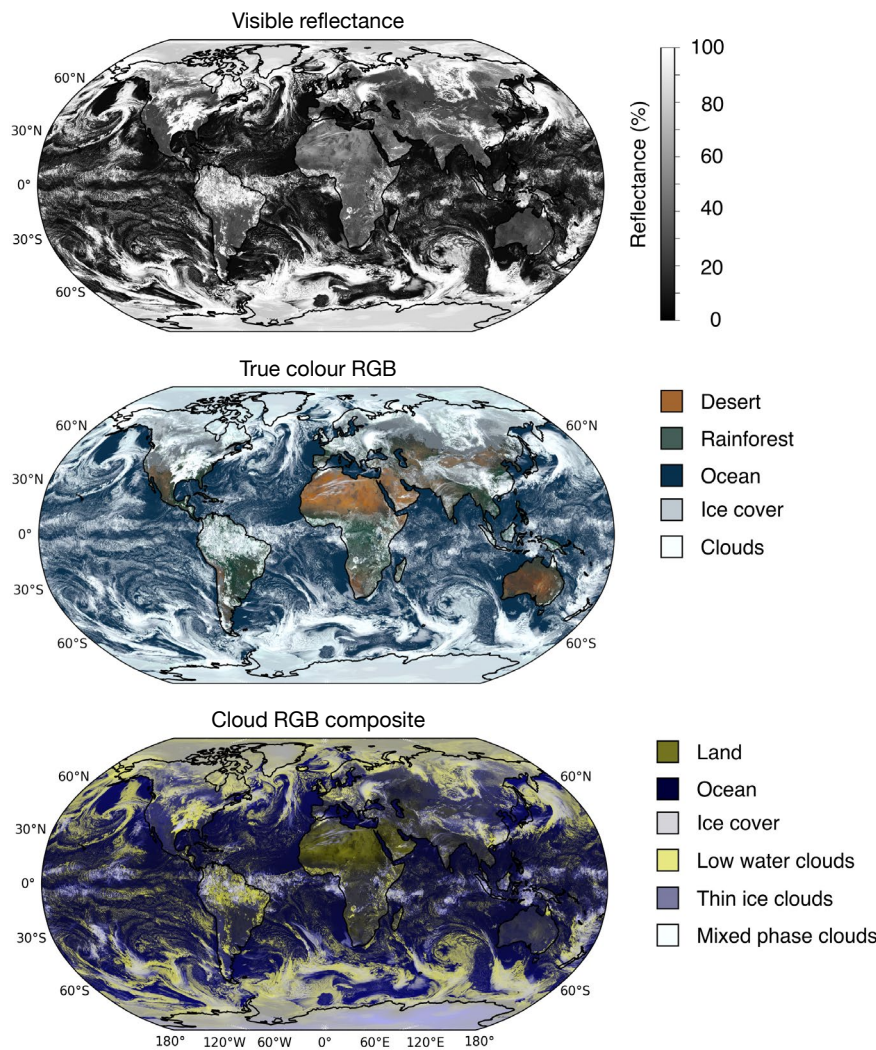 Visible reflectance
60°N
30°N
0°
30°S
60°S
100
80
60
40
20
0
Reflectance (%)
True colour RGB
60°N
60°N
30°N
30°N
0°
0°
30°S
30°S
60°S
60°S
Desert
Rainforest
Ocean
Ice cover
Clouds
Cloud RGB composite
60°N
60°N
30°N
30°N
0°
0°
30°S
30°S
60°S
60°S
180°
120°W
60°W
0°
60°E
120°E
180°
Land
Ocean
Ice cover
Low water clouds
Thin ice clouds
Mixed phase clouds